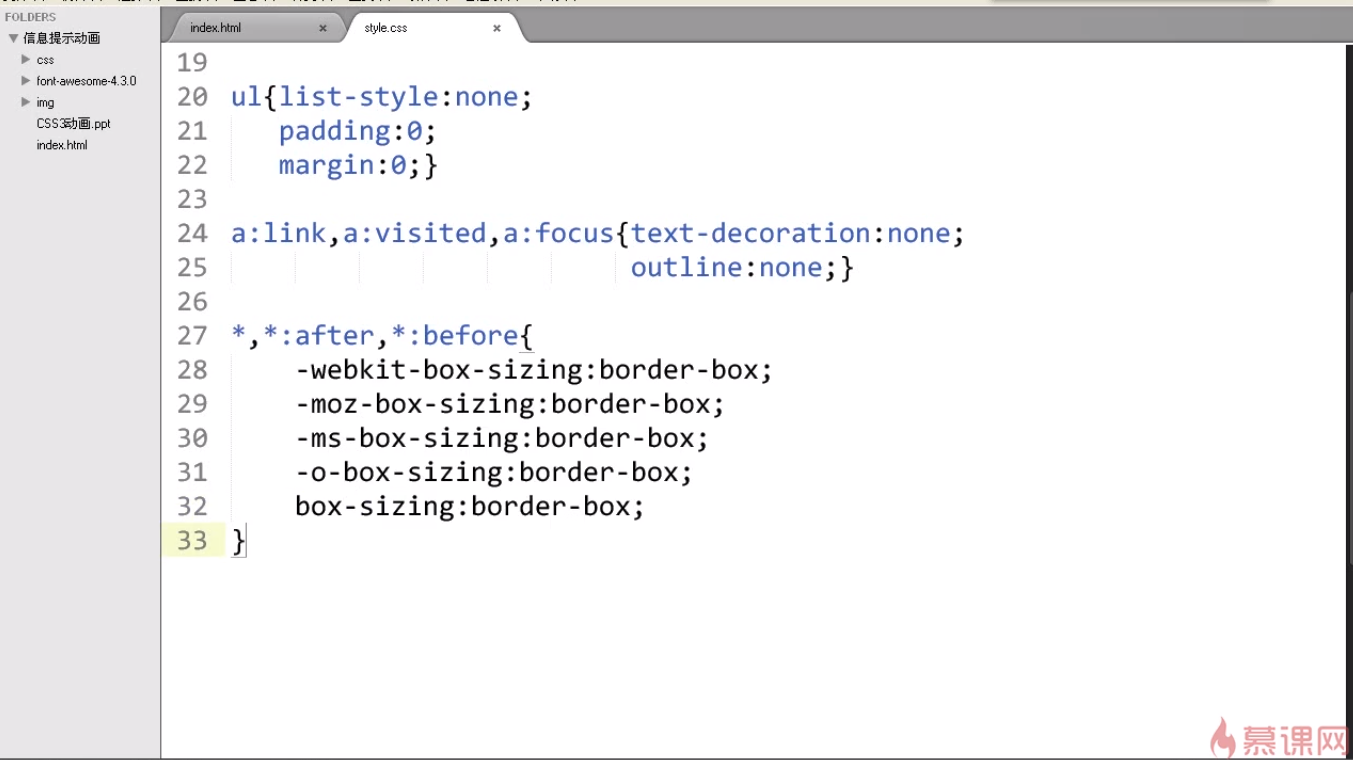 FOLDERS
信息提示动画
css
font-awesome-4.3.0
img
CSS3动画.ppt
index.html
index.html × style.css ×
19
20 ul{list-style:none;
21 padding:0;
22 margin:0;}
23
24 a:link,a:visited,a:focus{text-decoration:none;
25 outline:none;}
26
27 *,*:after,*:before{
28 -webkit-box-sizing:border-box;
29 -moz-box-sizing:border-box;
30 -ms-box-sizing:border-box;
31 -o-box-sizing:border-box;
32 box-sizing:border-box;
33 }
慕课网